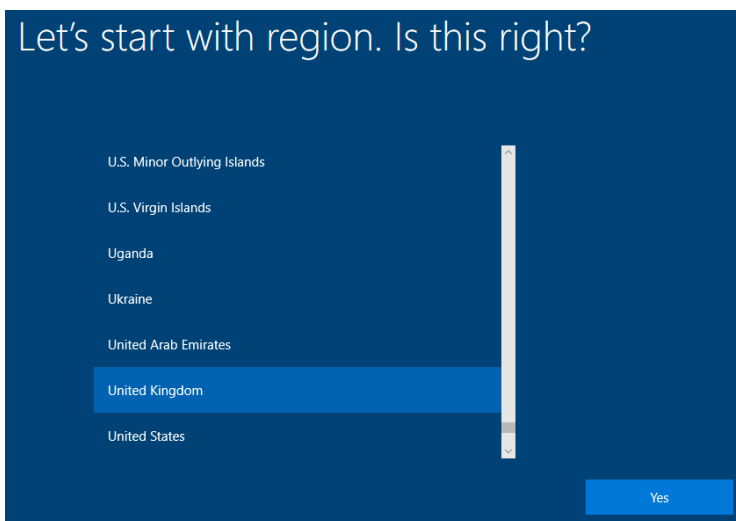 Let's start with region. Is this right?
U.S. Minor Outlying Islands
U.S. Virgin Islands
Uganda
Ukraine
United Arab Emirates
United Kingdom
United States
Yes